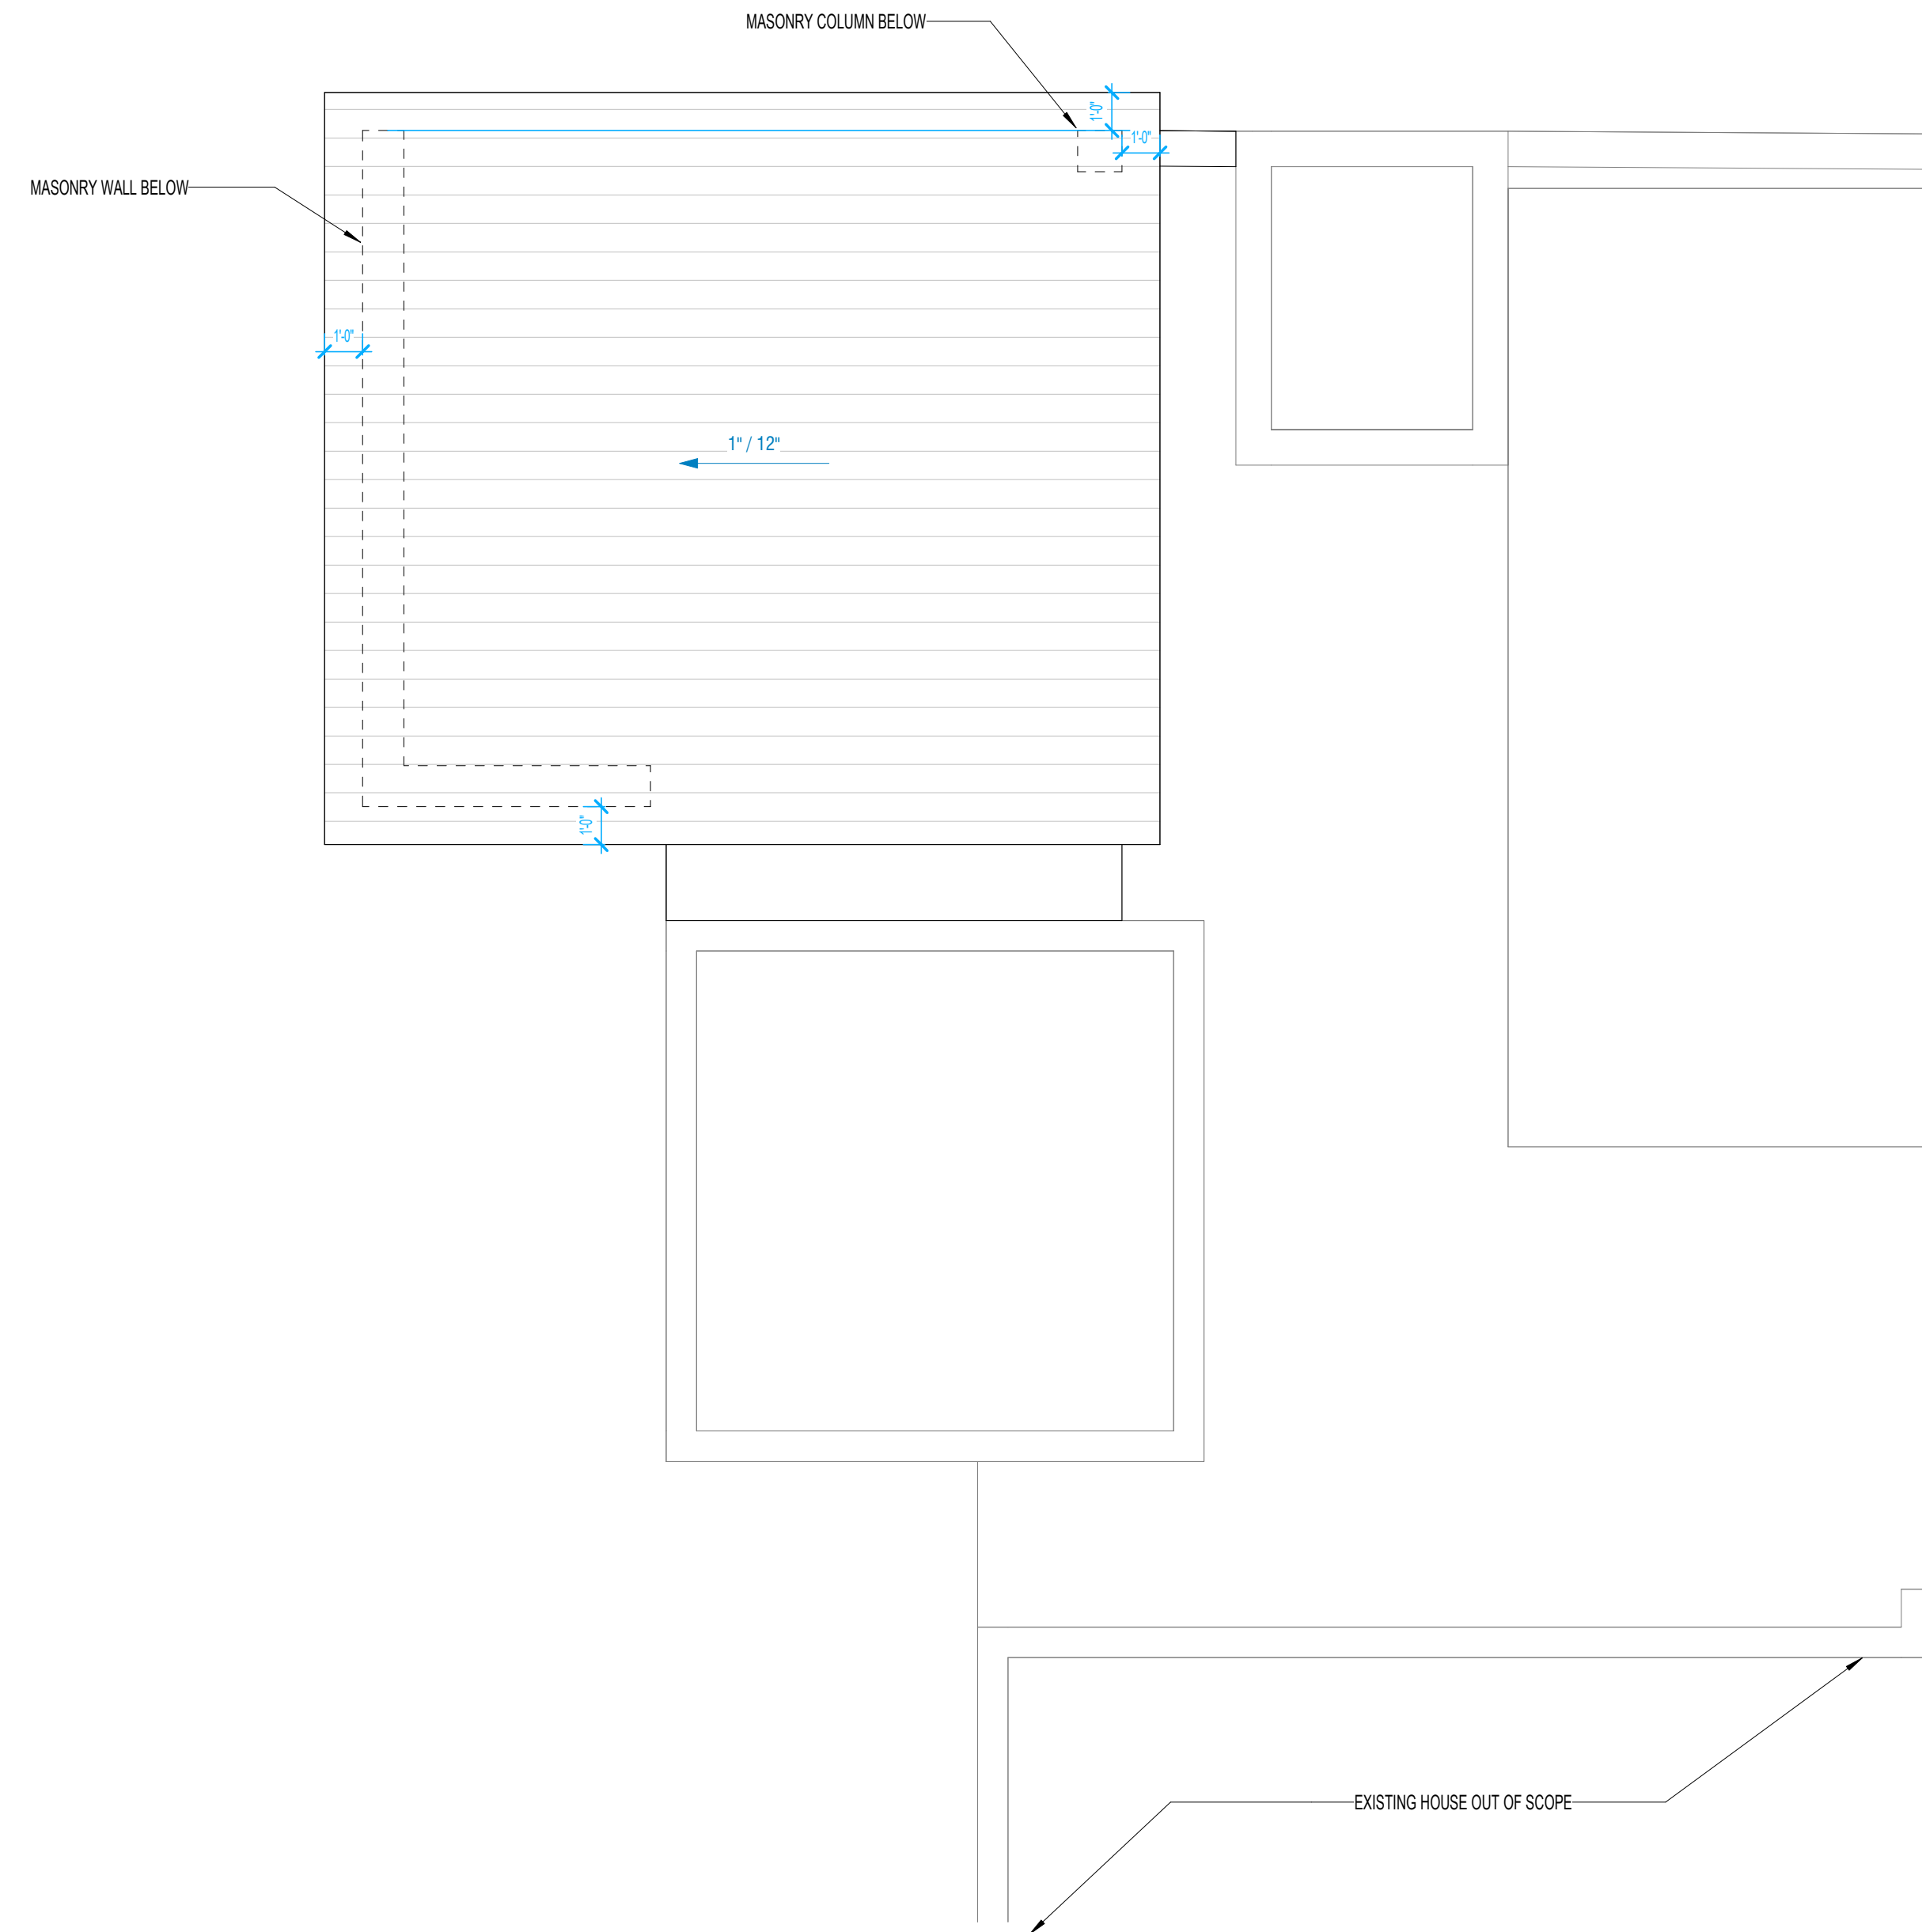 MASONRY COLUMN BELOW
1'-0"
1'-0"
MASONRY WALL BELOW
1'-0"
1" / 12"
1'-0"
EXISTING HOUSE OUT OF SCOPE